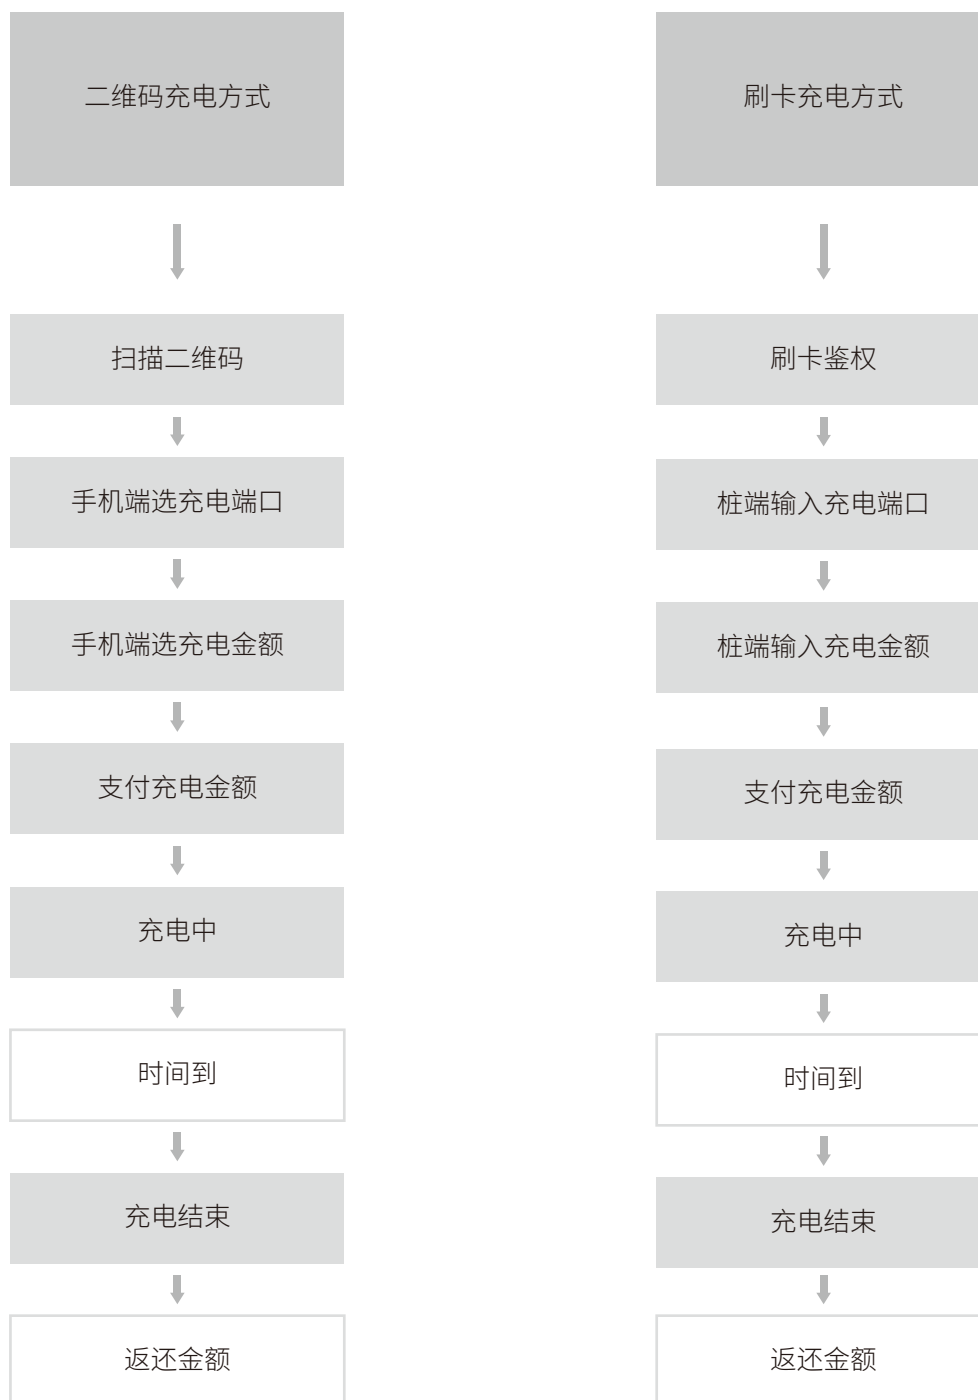 二维码充电方式
扫描二维码
手机端选充电端口
手机端选充电金额
支付充电金额
充电中
时间到
充电结束
返还金额
刷卡充电方式
刷卡鉴权
桩端输入充电端口
桩端输入充电金额
支付充电金额
充电中
时间到
充电结束
返还金额